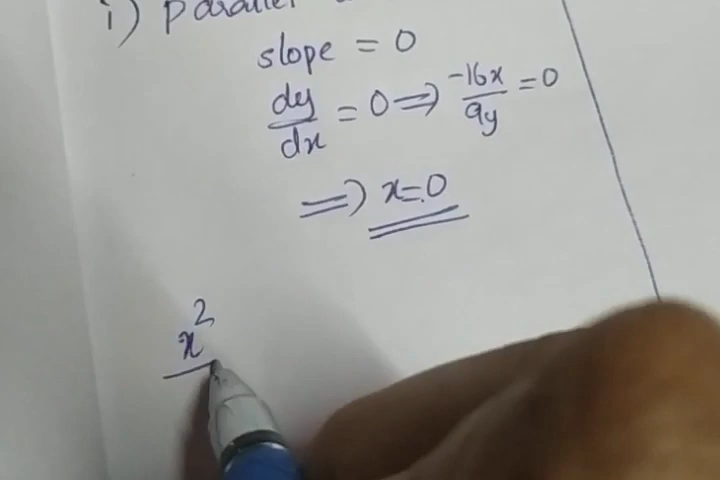 i) Parallel
slope = 0
dy/dx = 0 ⇒ -16x/9y = 0
⇒ x = 0
x²